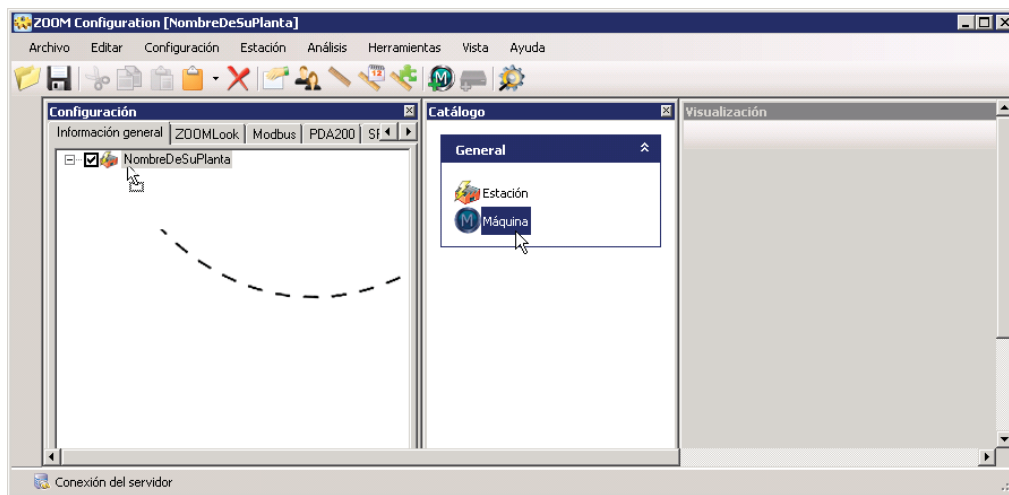 ZOOM Configuration [NombreDeSuPlanta]
Archivo Editar Configuración Estación Análisis Herramientas Vista Ayuda
12 M
Configuración
Catálogo
Visualización
Información general ZOOMLook Modbus PDA200
NombreDeSuPlanta
General
Estación
M Máquina
Conexión del servidor